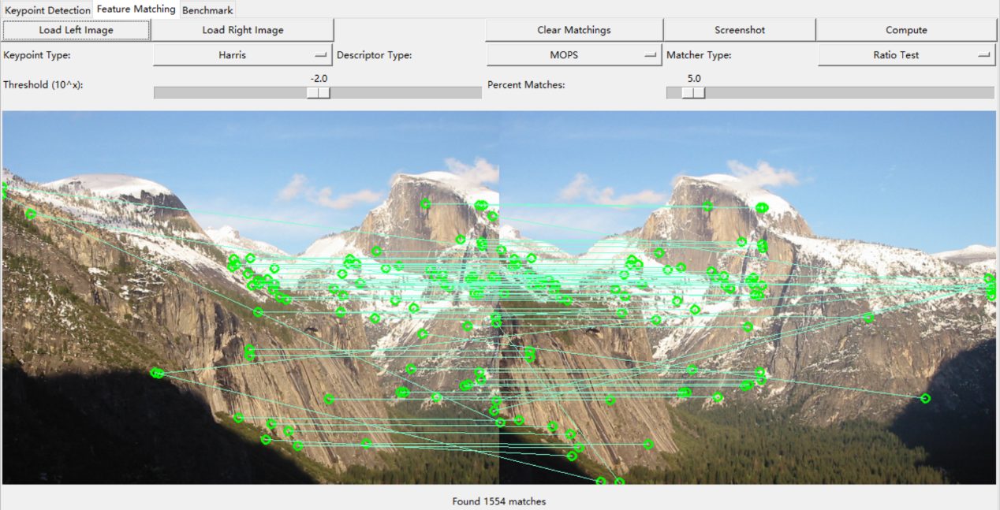 Keypoint Detection Feature Matching Benchmark
Load Left Image Load Right Image Clear Matchings Screenshot Compute
Keypoint Type: Harris Descriptor Type: MOPS Matcher Type: Ratio Test
-2.0 5.0
Threshold (10^x): Percent Matches:
Found 1554 matches